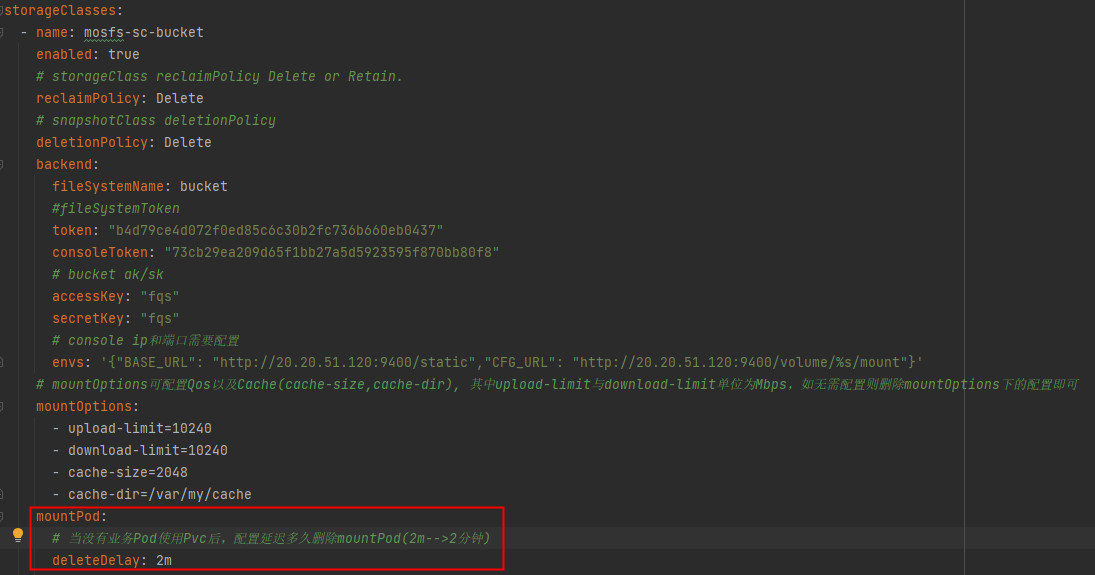 storageClasses:
  - name: mosfs-sc-bucket
    enabled: true
    # storageClass reclaimPolicy Delete or Retain.
    reclaimPolicy: Delete
    # snapshotClass deletionPolicy
    deletionPolicy: Delete
    backend:
      fileSystemName: bucket
      #fileSystemToken
      token: "b4d79ce4d072f0ed85c6c30b2fc736b660eb0437"
      consoleToken: "73cb29ea209d65f1bb27a5d5923595f870bb80f8"
      # bucket ak/sk
      accessKey: "fqs"
      secretKey: "fqs"
      # console ip和端口需要配置
      envs: '{"BASE_URL": "http://20.20.51.120:9400/static","CFG_URL": "http://20.20.51.120:9400/volume/%s/mount"}'
    # mountOptions可配置Qos以及Cache(cache-size,cache-dir), 其中upload-limit与download-limit单位为Mbps，如无需配置则删除mountOptions下的配置即可
    mountOptions:
      - upload-limit=10240
      - download-limit=10240
      - cache-size=2048
      - cache-dir=/var/my/cache
    mountPod:
      # 当没有业务Pod使用Pvc后，配置延迟多久删除mountPod(2m-->2分钟)
      deleteDelay: 2m